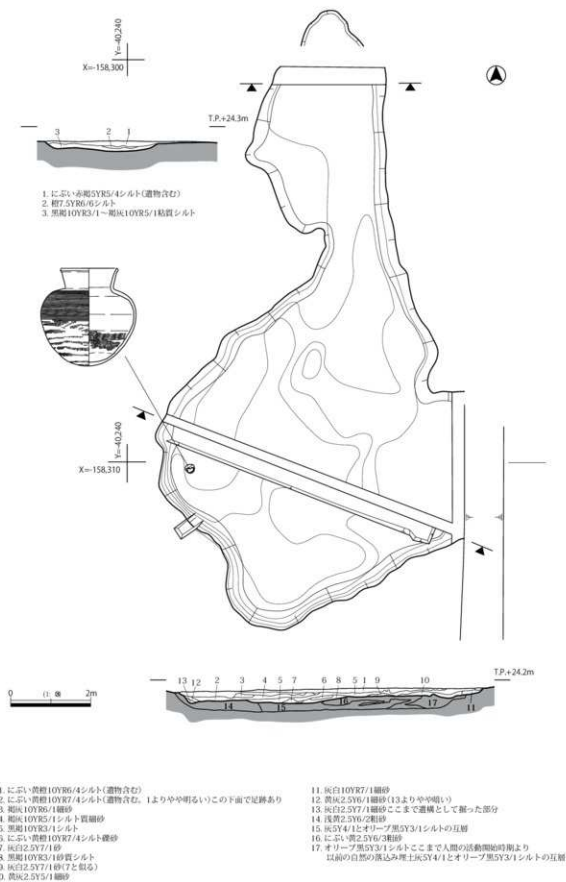 Y=-40,240
X=-158,300
T.P.+24.3m
3 2 1
1. にぶい赤褐5YR5/4シルト(遺物含む)
2. 橙7.5YR6/6シルト
3. 黒褐10YR3/1～褐灰10YR5/1粘質シルト
Y=-40,240
X=-158,310
T.P.+24.2m
13 12 2 3 4 5 7 6 8 5 1 9 10
14 15 16 17 11
0 2m
1. にぶい黄橙10YR6/4シルト(遺物含む)
2. にぶい黄橙10YR7/4シルト(遺物含む、1よりやや明るい)この下面で足跡あり
3. 褐灰10YR6/1細砂
4. 褐灰10YR5/1シルト質細砂
5. 黒褐10YR3/1シルト
6. にぶい黄橙10YR7/4シルト礫砂
7. 灰白2.5Y7/1砂
8. 黒褐10YR3/1砂質シルト
9. 灰白2.5Y7/1砂(7と似る)
0. 黄灰2.5Y5/1細砂
11. 灰白10YR7/1細砂
12. 黄灰2.5Y6/1細砂(13よりやや暗い)
13. 灰白2.5Y7/1細砂ここまで遺構として掘った部分
14. 浅黄2.5Y6/2粗砂
15. 灰5Y4/1とオリーブ黒5Y3/1シルトの互層
16. にぶい黄2.5Y6/3粗砂
17. オリーブ黒5Y3/1シルトここまで人間の活動開始時期より
以前の自然の落込み埋土灰5Y4/1とオリーブ黒5Y3/1シルトの互層